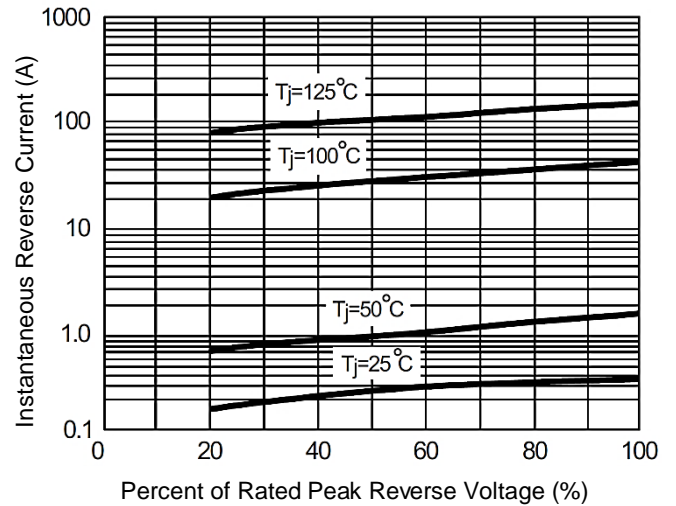 1000
100
10
1.0
0.1
Instantaneous Reverse Current (A)
Tj=125°C
Tj=100°C
Tj=50°C
Tj=25°C
0
20
40
60
80
100
Percent of Rated Peak Reverse Voltage (%)